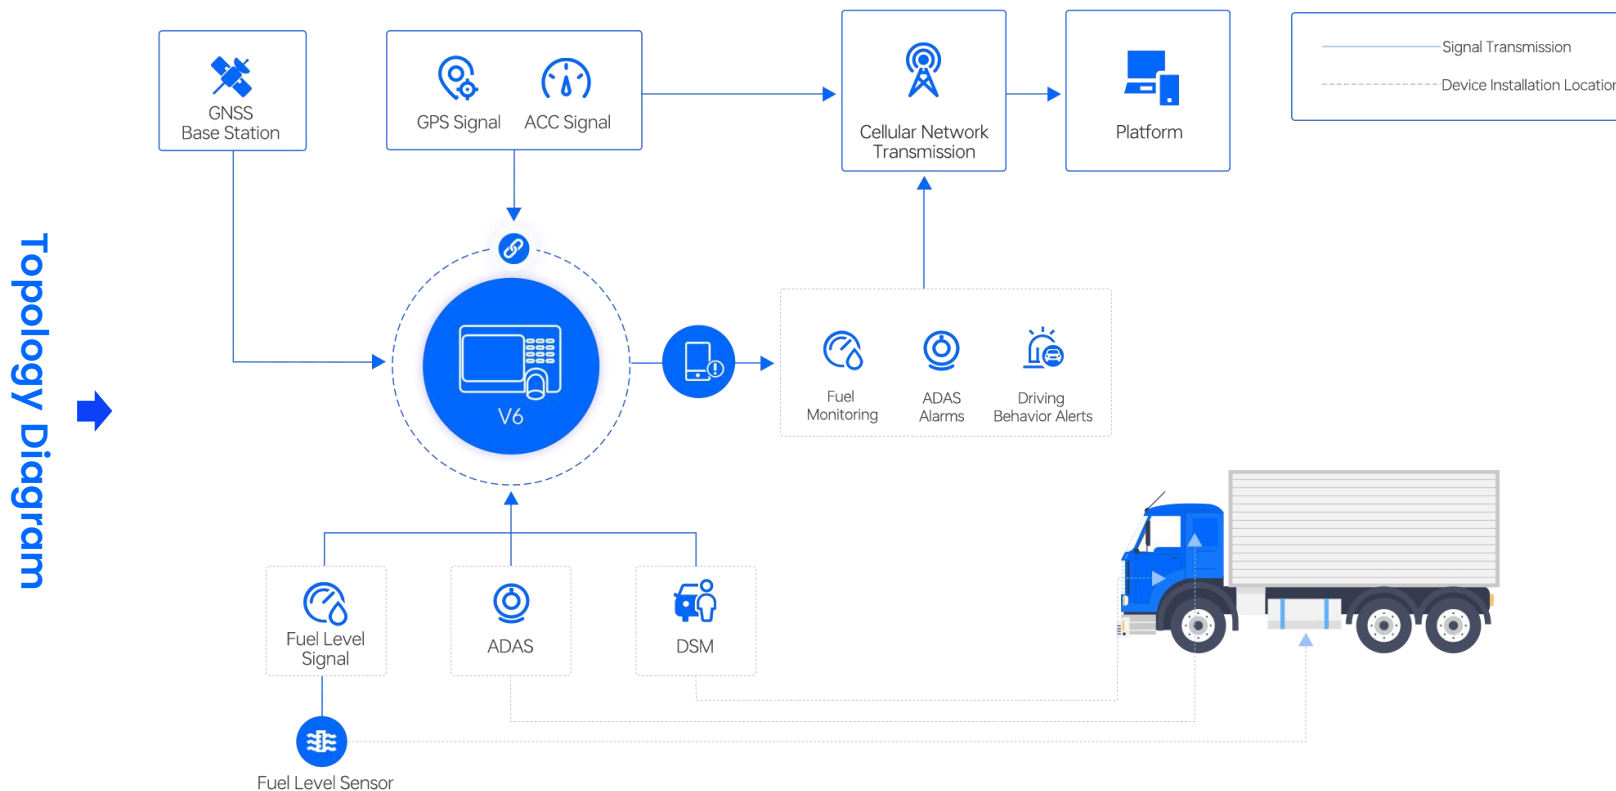 Topology Diagram
GNSS
Base Station
GPS Signal
ACC Signal
Cellular Network
Transmission
Platform
Signal Transmission
Device Installation Location
V6
Fuel
Monitoring
ADAS
Alarms
Driving
Behavior Alerts
Fuel Level
Signal
ADAS
DSM
Fuel Level Sensor